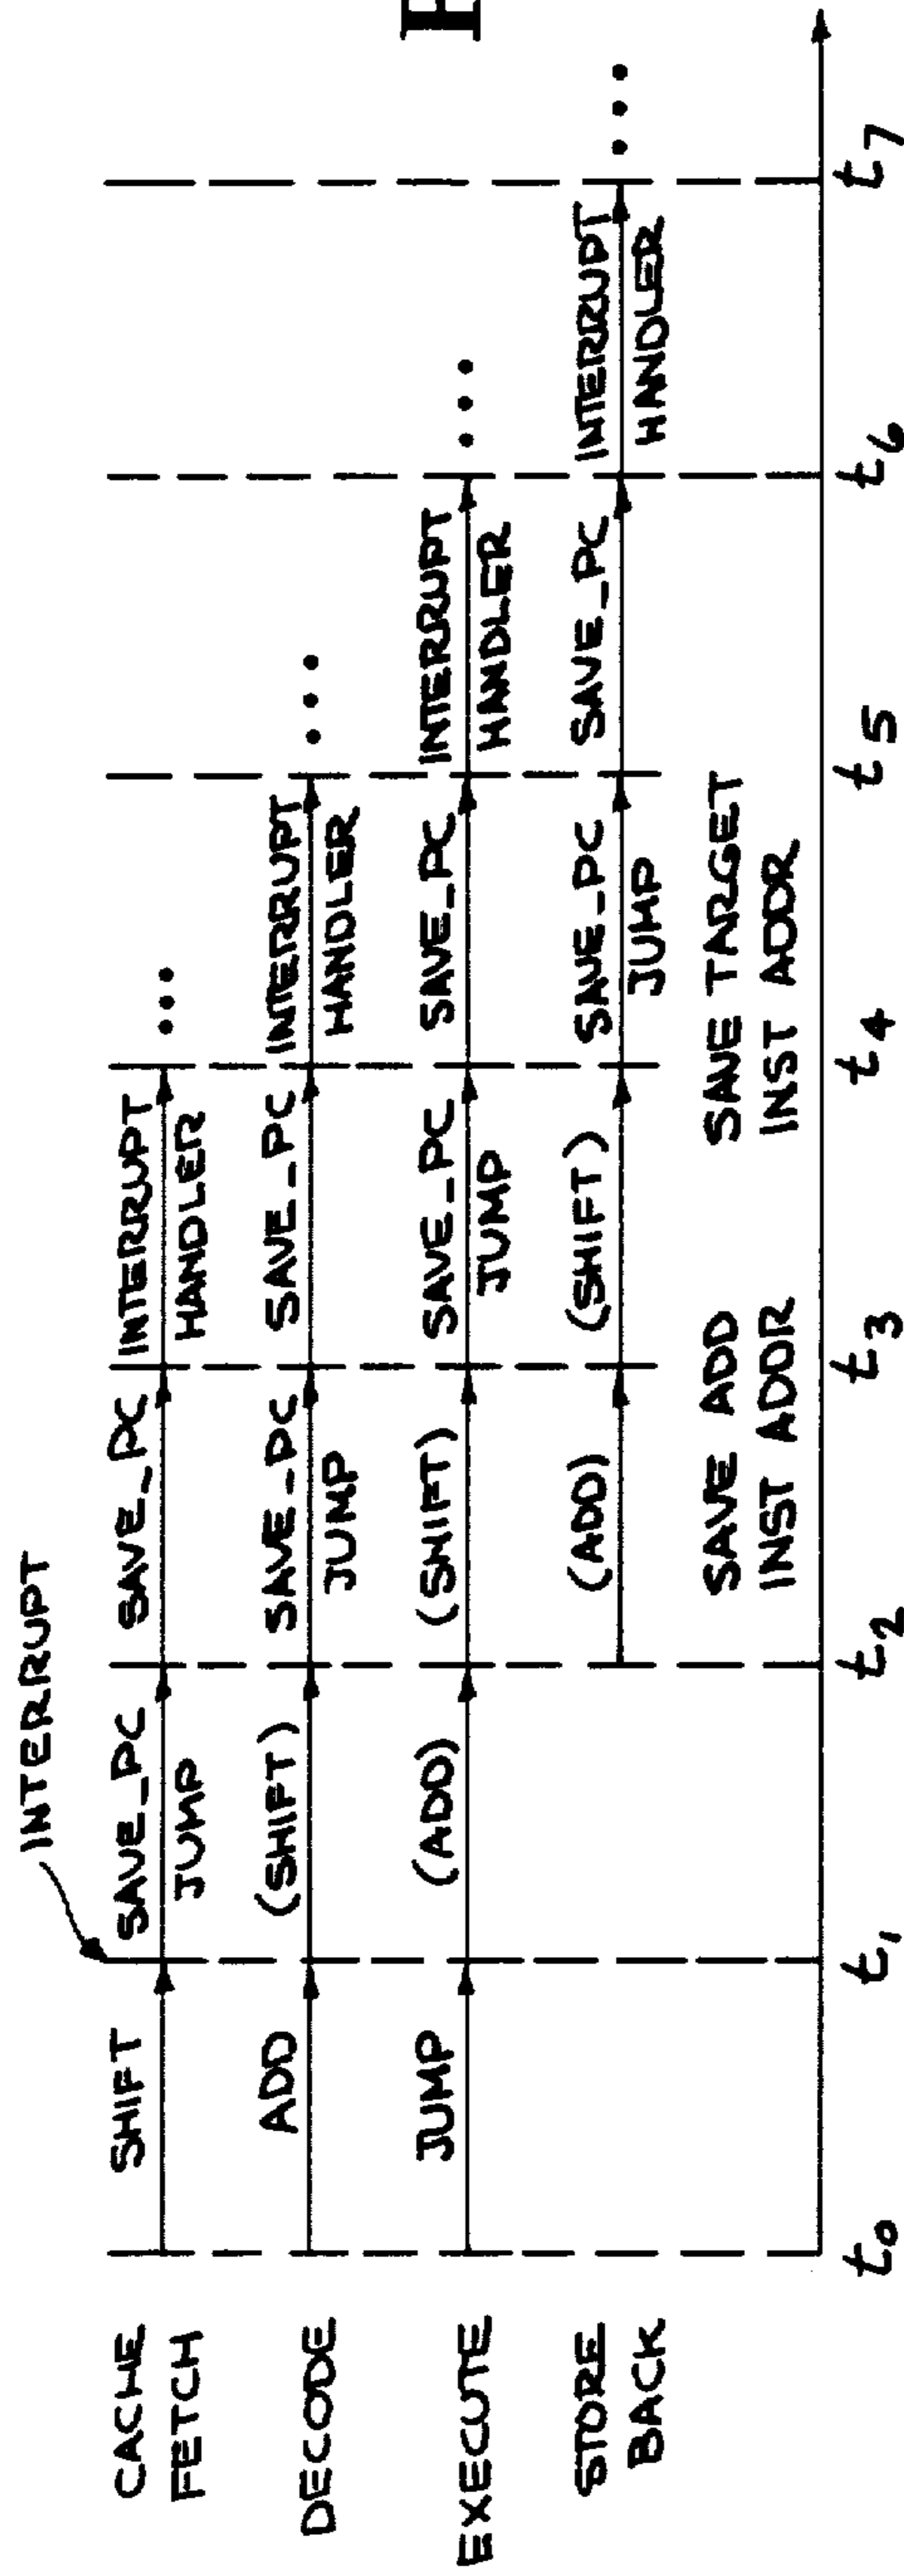 INTERRUPT
CACHE
FETCH
SHIFT
SAVE_PC
JUMP
SAVE_PC
INTERRUPT
HANDLER
...
DECODE
ADD
(SHIFT)
SAVE_PC
JUMP
SAVE_PC
INTERRUPT
HANDLER
...
EXECUTE
JUMP
(ADD)
(SHIFT)
SAVE_PC
JUMP
SAVE_PC
INTERRUPT
HANDLER
...
STORE
BACK
(ADD)
(SHIFT)
SAVE_PC
JUMP
SAVE_PC
INTERRUPT
HANDLER
...
SAVE ADD
INST ADDR
SAVE TARGET
INST ADDR
t0 t1 t2 t3 t4 t5 t6 t7